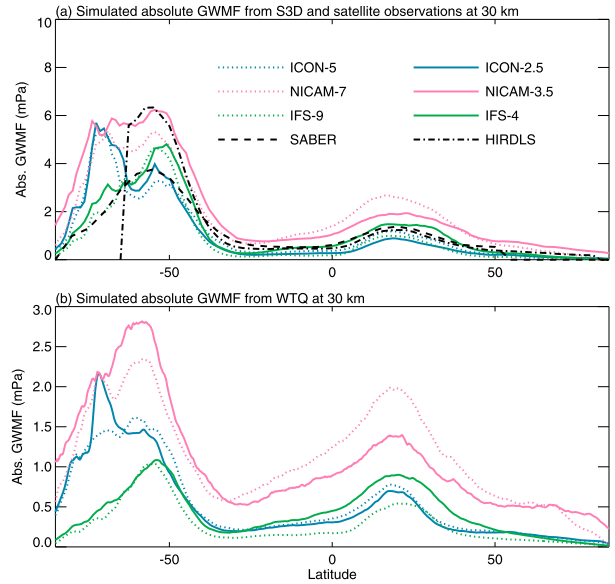 (a) Simulated absolute GWMF from S3D and satellite observations at 30 km
10
8
6
4
2
0
Abs. GWMF (mPa)
ICON-5 ICON-2.5
NICAM-7 NICAM-3.5
IFS-9 IFS-4
SABER HIRDLS
-50 0 50
(b) Simulated absolute GWMF from WTQ at 30 km
3.0
2.5
2.0
1.5
1.0
0.5
0.0
Abs. GWMF (mPa)
-50 0 50
Latitude